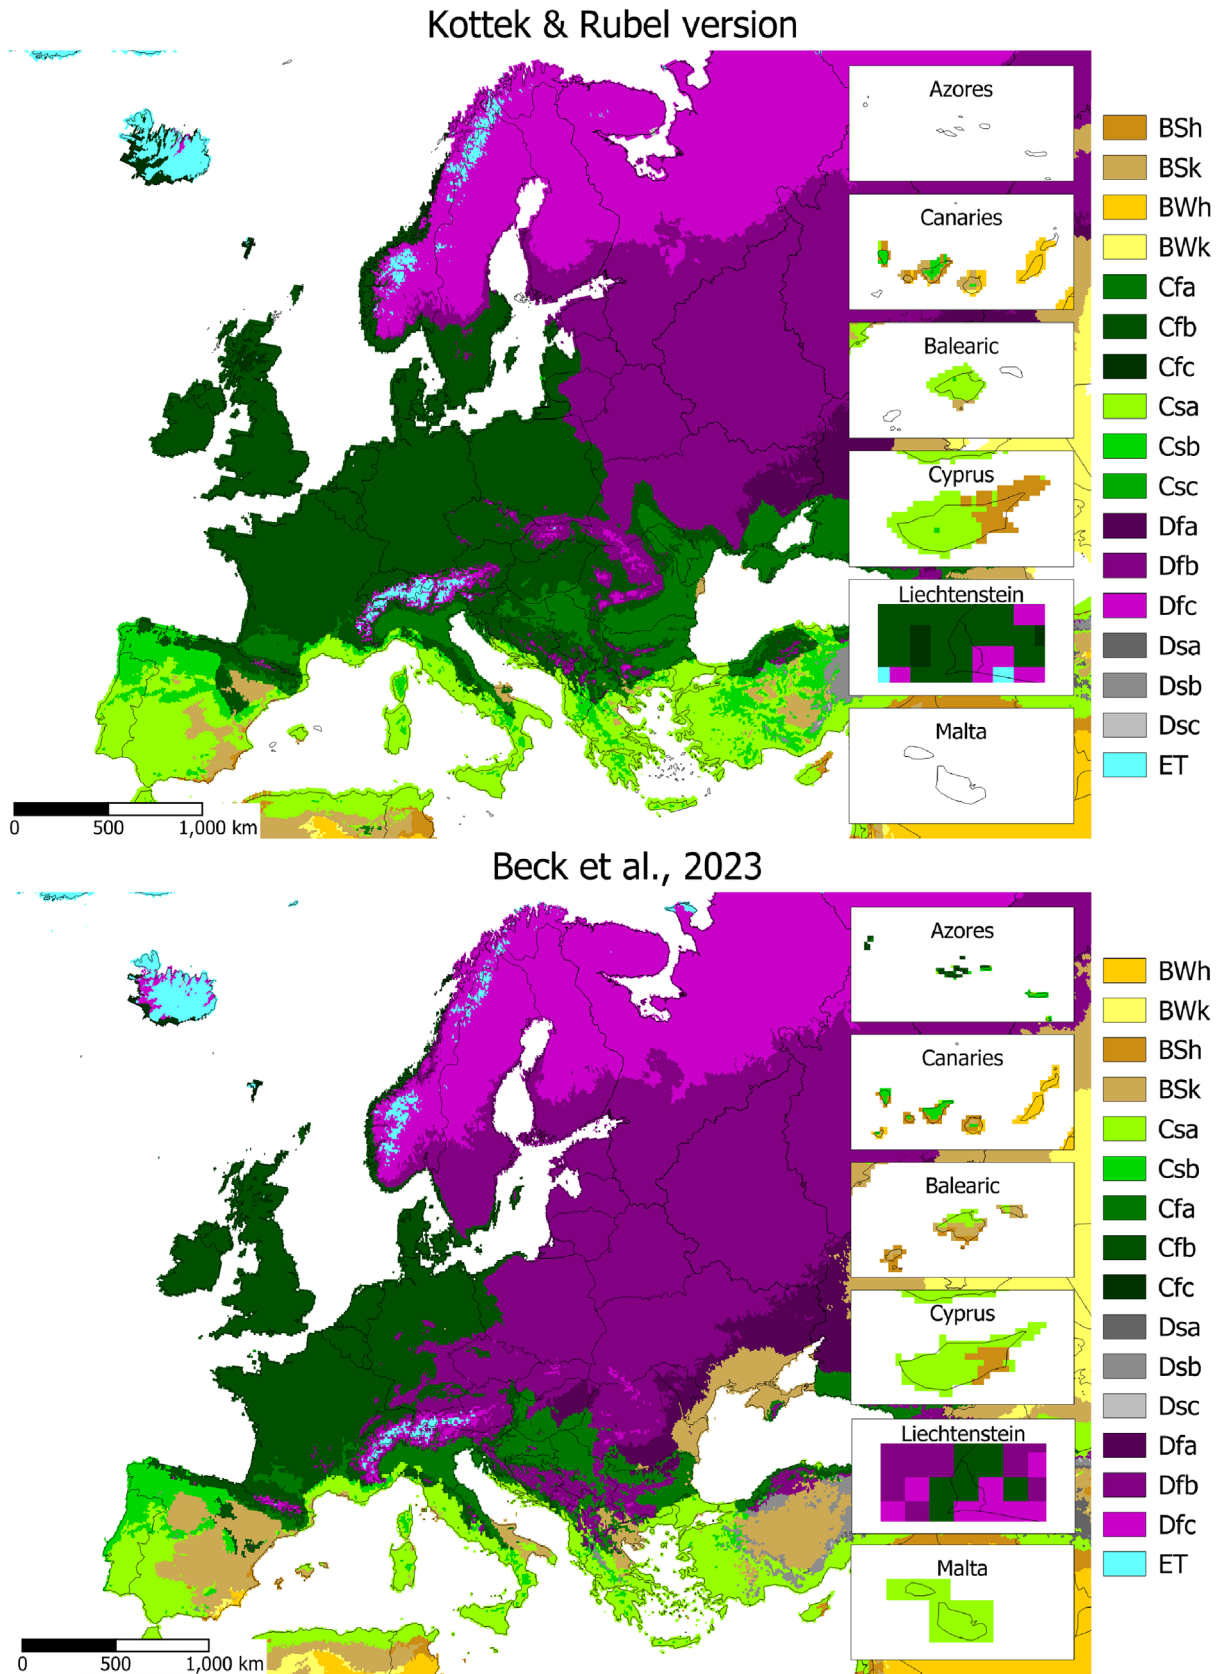 Kottek & Rubel version
Azores
Canaries
Balearic
Cyprus
Liechtenstein
Malta
BSh
BSk
BWh
BWk
Cfa
Cfb
Cfc
Csa
Csb
Csc
Dfa
Dfb
Dfc
Dsa
Dsb
Dsc
ET
0 500 1,000 km
Beck et al., 2023
Azores
Canaries
Balearic
Cyprus
Liechtenstein
Malta
BWh
BWk
BSh
BSk
Csa
Csb
Cfa
Cfb
Cfc
Dsa
Dsb
Dsc
Dfa
Dfb
Dfc
ET
0 500 1,000 km